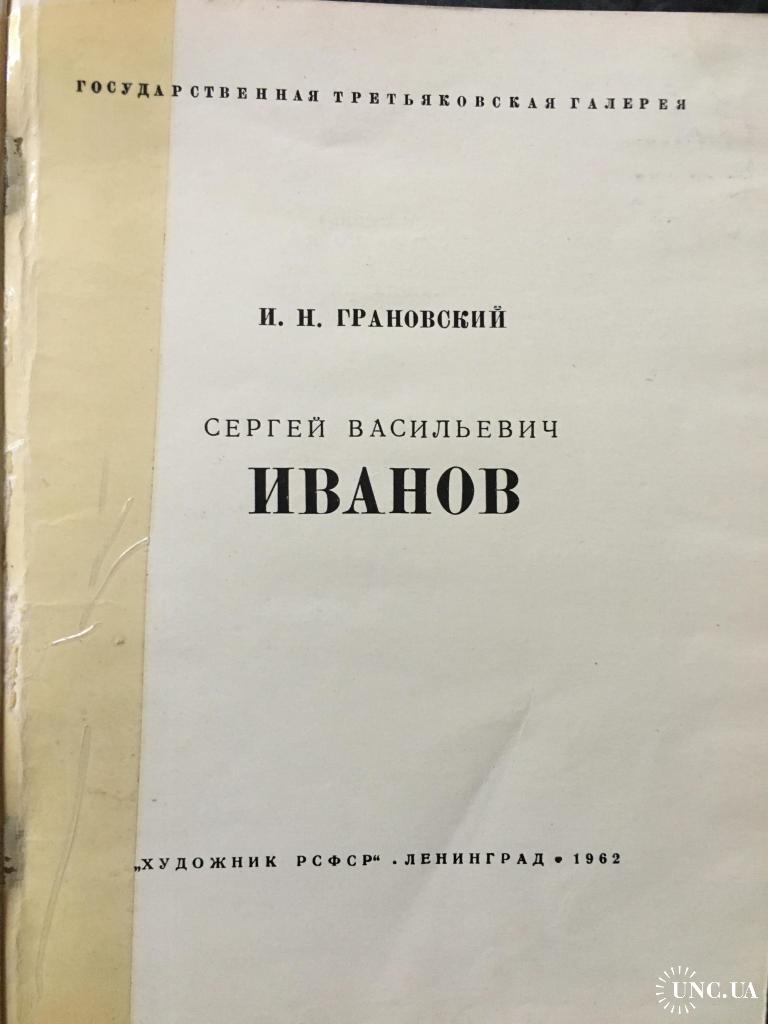 ГОСУДАРСТВЕННАЯ ТРЕТЬЯКОВСКАЯ ГАЛЕРЕЯ
И. Н. ГРАНОВСКИЙ
СЕРГЕЙ ВАСИЛЬЕВИЧ
ИВАНОВ
„ХУДОЖНИК РСФСР“ . ЛЕНИНГРАД • 1962
UNC.UA